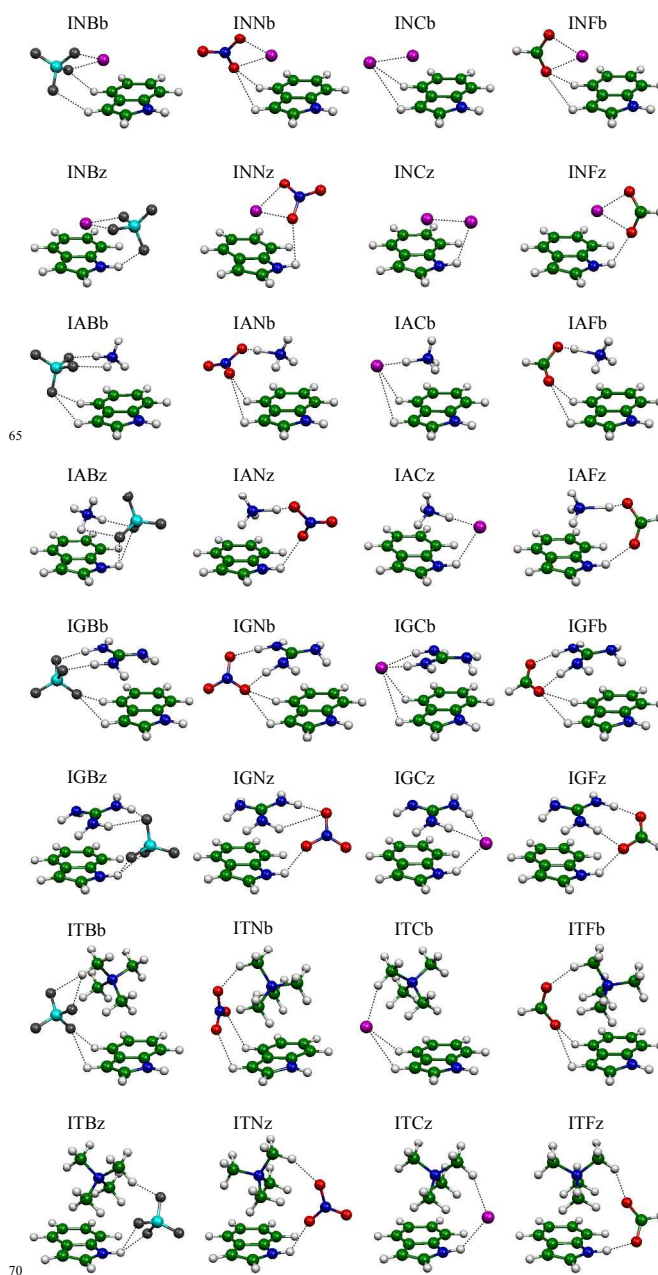 INBb INNb INCb INFb
INBz INNz INCz INFz
IABb IANb IACb IAFb
65
IABz IANz IACz IAFz
IGBb IGNb IGCb IGFb
IGBz IGNz IGCz IGFz
ITBb ITNb ITCb ITFb
ITBz ITNz ITCz ITFz
70